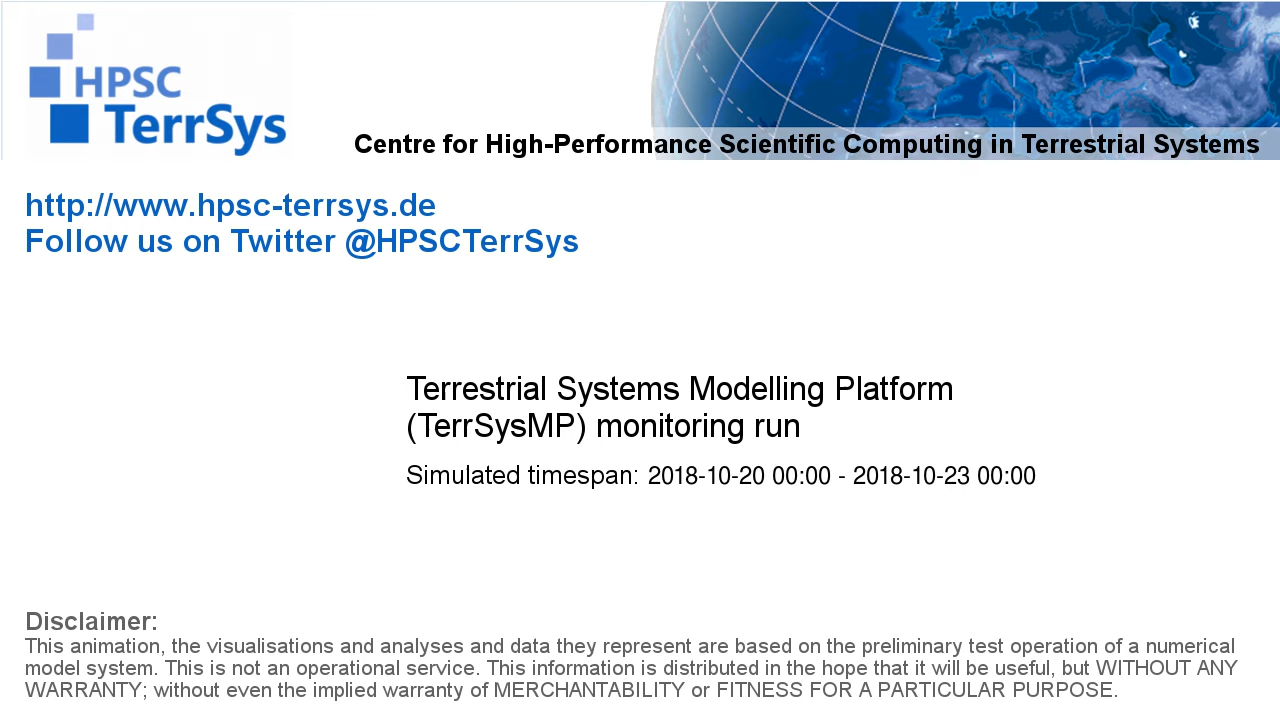 HPSC
TerrSys
Centre for High-Performance Scientific Computing in Terrestrial Systems
http://www.hpsc-terrsys.de
Follow us on Twitter @HPSCTerrSys
Terrestrial Systems Modelling Platform
(TerrSysMP) monitoring run
Simulated timespan: 2018-10-20 00:00 - 2018-10-23 00:00
Disclaimer:
This animation, the visualisations and analyses and data they represent are based on the preliminary test operation of a numerical
model system. This is not an operational service. This information is distributed in the hope that it will be useful, but WITHOUT ANY
WARRANTY; without even the implied warranty of MERCHANTABILITY or FITNESS FOR A PARTICULAR PURPOSE.